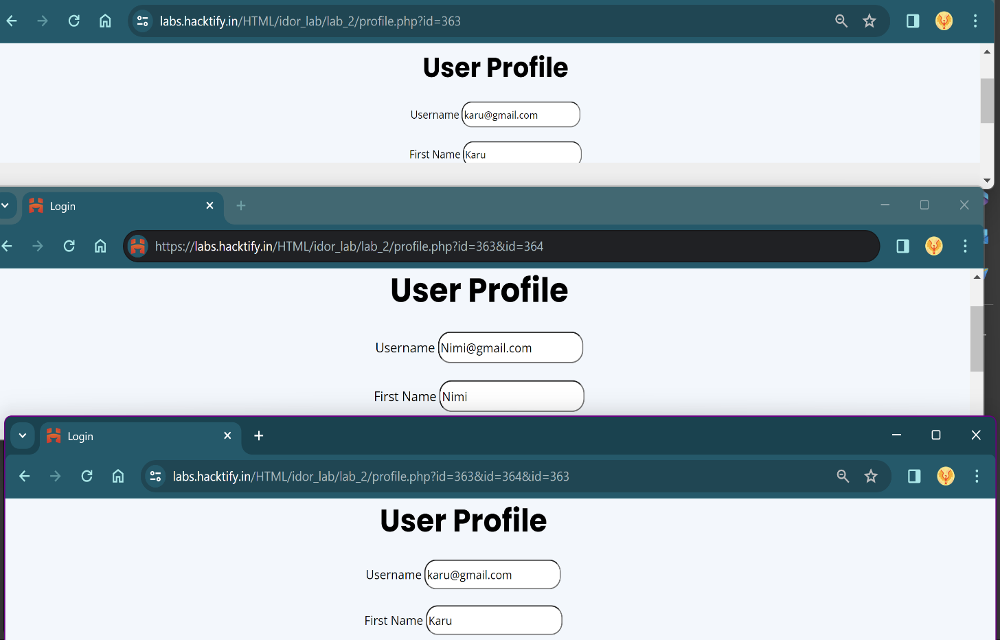 labs.hacktify.in/HTML/idor_lab/lab_2/profile.php?id=363
User Profile
Username karu@gmail.com
First Name Karu
Login
https://labs.hacktify.in/HTML/idor_lab/lab_2/profile.php?id=363&id=364
User Profile
Username Nimi@gmail.com
First Name Nimi
Login
labs.hacktify.in/HTML/idor_lab/lab_2/profile.php?id=363&id=364&id=363
User Profile
Username karu@gmail.com
First Name Karu